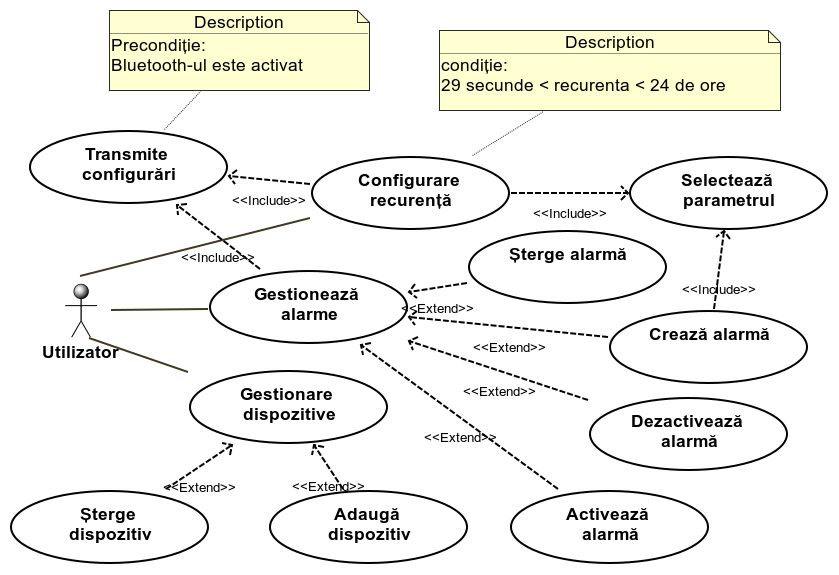 Description
Precondiție:
Bluetooth-ul este activat
Description
condiție:
29 secunde < recurenta < 24 de ore
Transmite
configurări
Configurare
recurență
Selectează
parametrul
<<Include>>
<<Include>>
<<Include>>
Șterge alarmă
Gestionează
alarme
<<Include>>
<<Extend>>
Crează alarmă
Utilizator
<<Extend>>
Gestionare
dispozitive
<<Extend>>
Dezactivează
alarmă
<<Extend>>
<<Extend>>
<<Extend>>
Șterge
dispozitiv
Adaugă
dispozitiv
Activează
alarmă